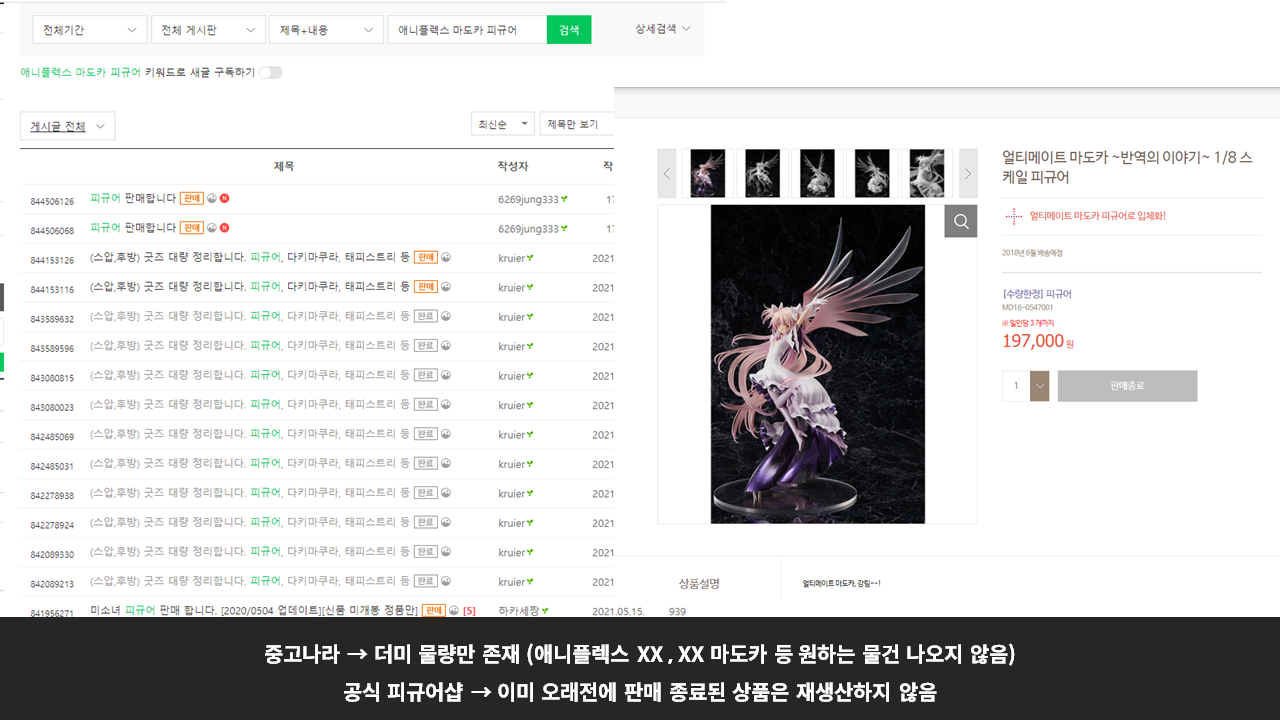 전체기간 전체 게시판 제목+내용 애니플렉스 마도카 피규어 검색 상세검색
애니플렉스 마도카 피규어 키워드로 새글 구독하기
게시글 전체 최신순 제목만 보기
제목 작성자 작
844506126 피규어 판매합니다 판매 N 6269jung333 17
844506068 피규어 판매합니다 판매 N 6269jung333 17
844153126 (스압,후방) 굿즈 대량 정리합니다. 피규어, 다키마쿠라, 태피스트리 등 판매 kruier 2021
844153116 (스압,후방) 굿즈 대량 정리합니다. 피규어, 다키마쿠라, 태피스트리 등 판매 kruier 2021
843589632 (스압,후방) 굿즈 대량 정리합니다. 피규어, 다키마쿠라, 태피스트리 등 완료 kruier 2021
843589596 (스압,후방) 굿즈 대량 정리합니다. 피규어, 다키마쿠라, 태피스트리 등 완료 kruier 2021
843080815 (스압,후방) 굿즈 대량 정리합니다. 피규어, 다키마쿠라, 태피스트리 등 완료 kruier 2021
843080023 (스압,후방) 굿즈 대량 정리합니다. 피규어, 다키마쿠라, 태피스트리 등 완료 kruier 2021
842485069 (스압,후방) 굿즈 대량 정리합니다. 피규어, 다키마쿠라, 태피스트리 등 완료 kruier 2021
842485031 (스압,후방) 굿즈 대량 정리합니다. 피규어, 다키마쿠라, 태피스트리 등 완료 kruier 2021
842278938 (스압,후방) 굿즈 대량 정리합니다. 피규어, 다키마쿠라, 태피스트리 등 완료 kruier 2021
842278924 (스압,후방) 굿즈 대량 정리합니다. 피규어, 다키마쿠라, 태피스트리 등 완료 kruier 2021
842089330 (스압,후방) 굿즈 대량 정리합니다. 피규어, 다키마쿠라, 태피스트리 등 완료 kruier 2021
842089213 (스압,후방) 굿즈 대량 정리합니다. 피규어, 다키마쿠라, 태피스트리 등 완료 kruier 2021
841956271 미소녀 피규어 판매 합니다. [2020/0504 업데이트][신품 미개봉 정품만] 판매 [5] 하카세짱 2021.05.15. 939
얼티메이트 마도카 ~반역의 이야기~ 1/8 스
케일 피규어
얼티메이트 마도카 피규어로 입체화!
2018년 6월 배송예정
[수량한정] 피규어
MD16-0547001
※ 일인당 3개까지
197,000 원
1 판매종료
상품설명 얼티메이트 마도카, 강림~~!
중고나라 → 더미 물량만 존재 (애니플렉스 XX , XX 마도카 등 원하는 물건 나오지 않음)
공식 피규어샵 → 이미 오래전에 판매 종료된 상품은 재생산하지 않음